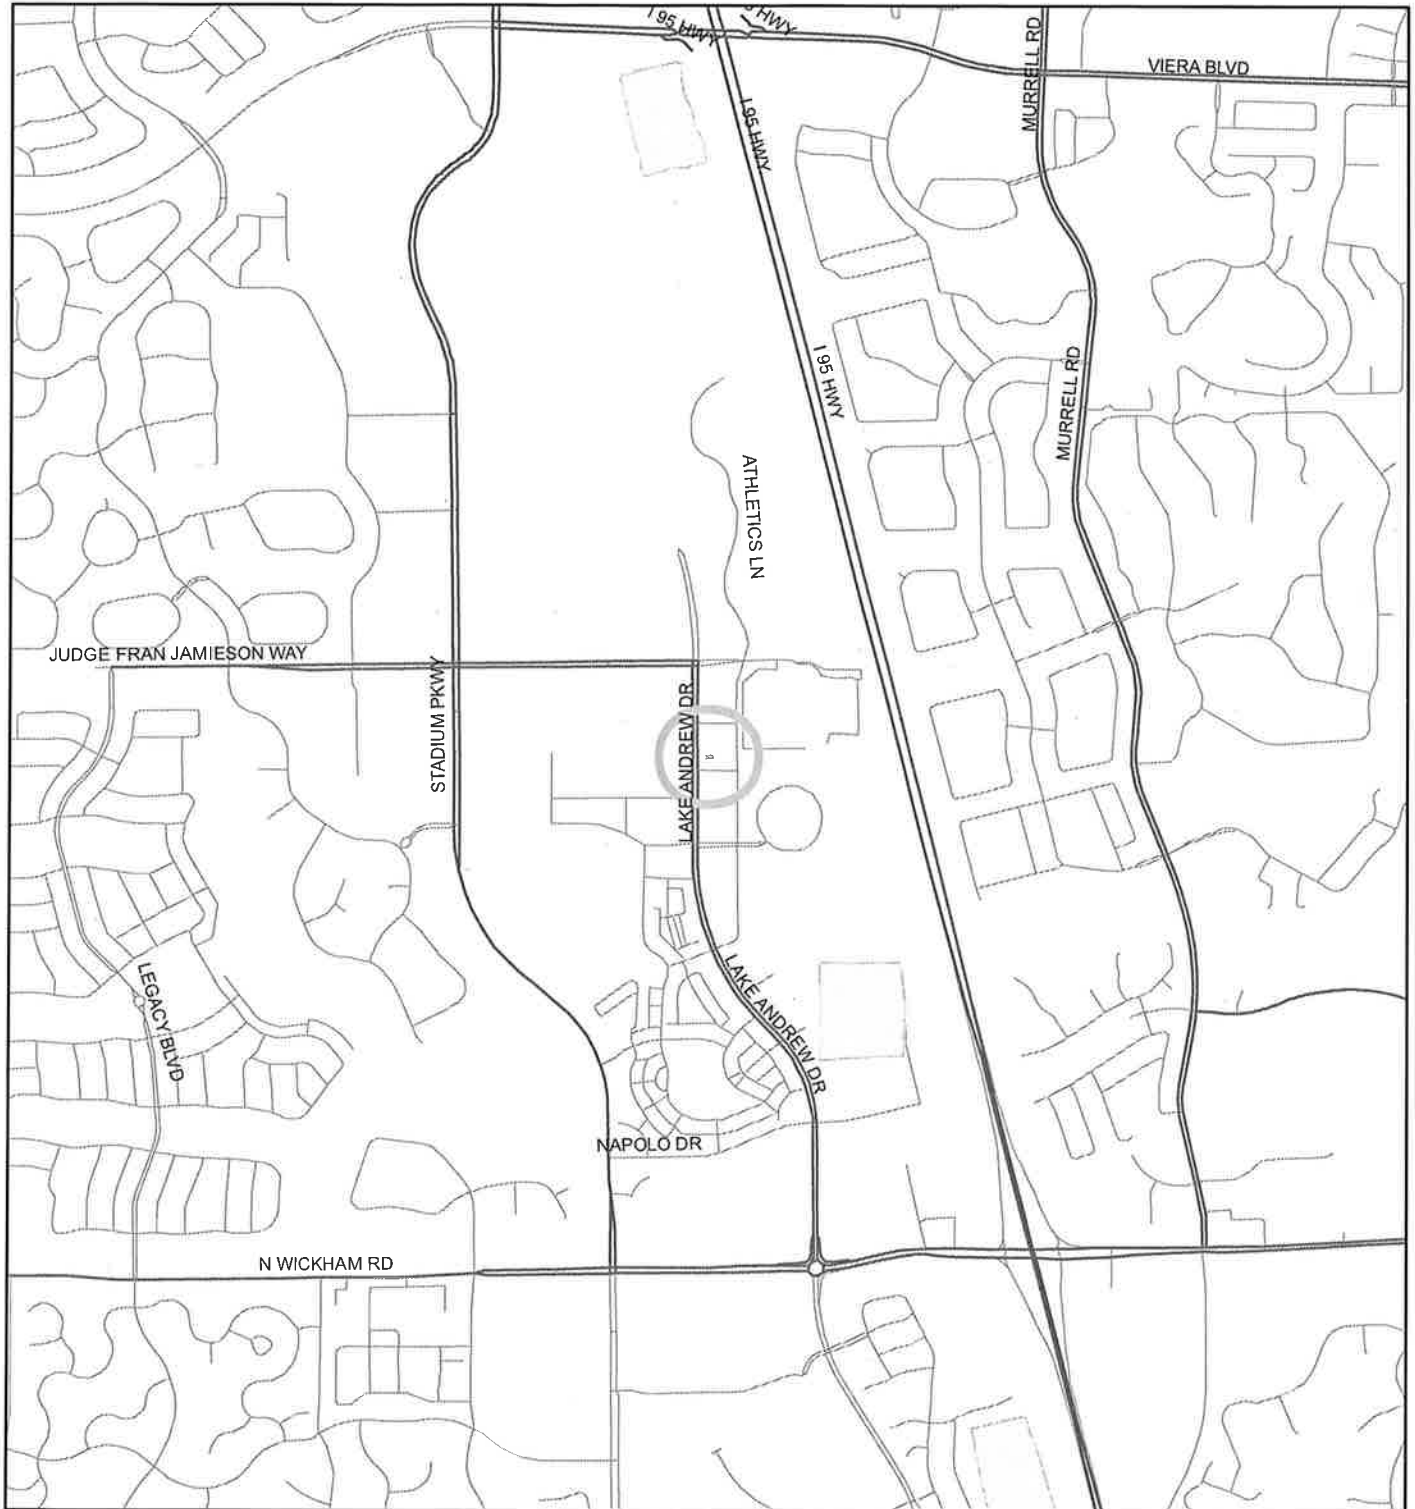 I 95 HWY
HWY
MURRELL RD
VIERA BLVD
I 95 HWY
I 95 HWY
MURRELL RD
ATHLETICS LN
JUDGE FRAN JAMIESON WAY
STADIUM PKWY
LAKE ANDREW DR
LEGACY BLVD
LAKE ANDREW DR
NAPOLO DR
N WICKHAM RD